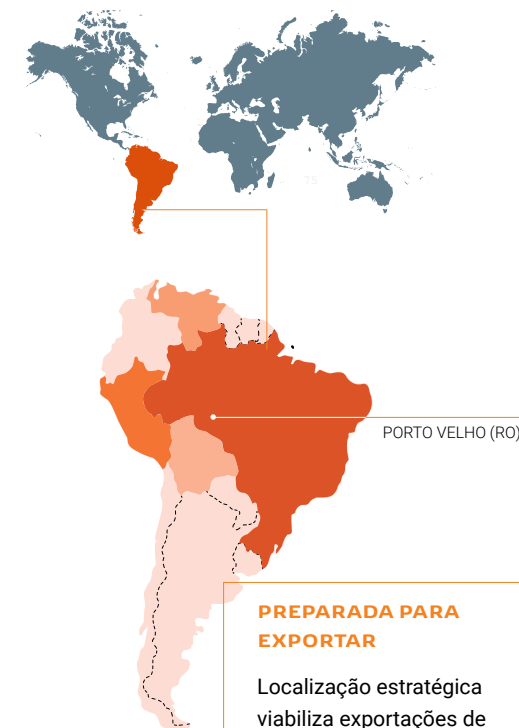 75
PORTO VELHO (RO)
PREPARADA PARA
EXPORTAR
Localização estratégica
viabiliza exportações de